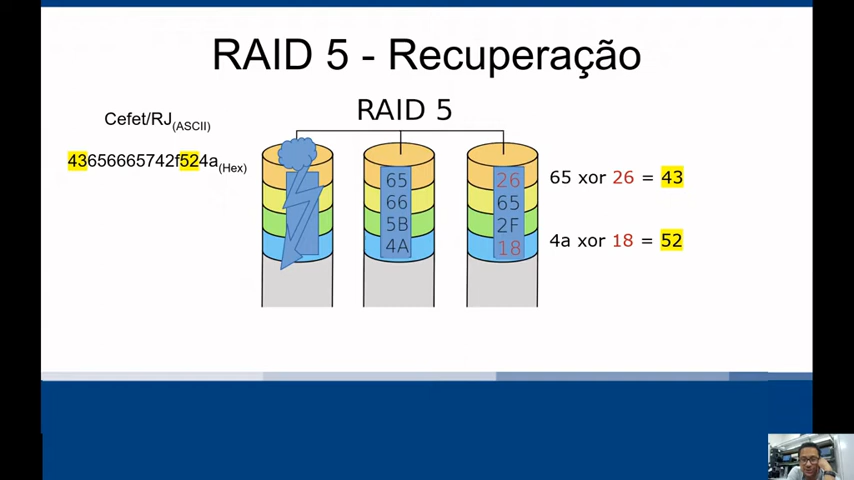 RAID 5 - Recuperação
RAID 5
Cefet/RJ(ASCII)
43656665742f524a(Hex)
65
66
5B
4A
26
65
2F
18
65 xor 26 = 43
4a xor 18 = 52